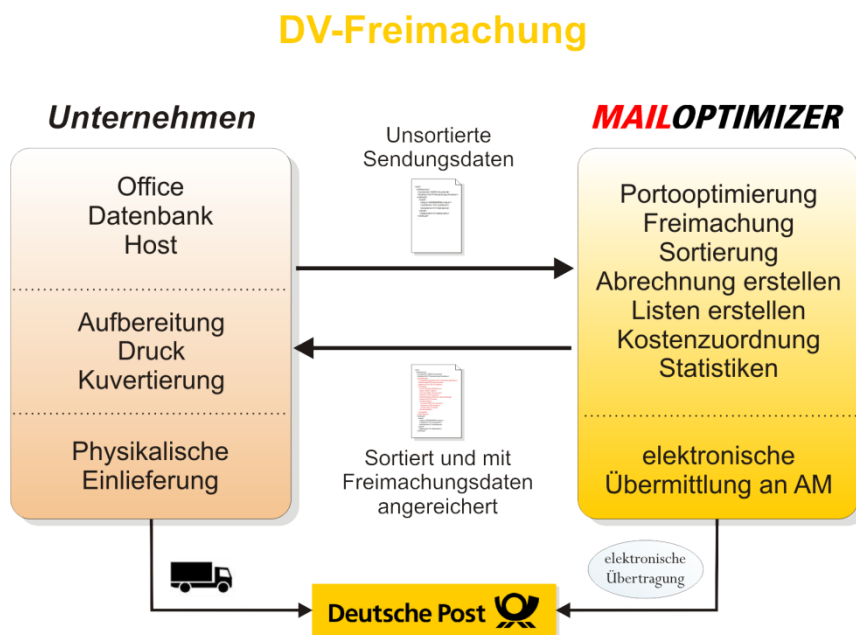 DV-Freimachung
Unternehmen
Office
Datenbank
Host
Aufbereitung
Druck
Kuvertierung
Physikalische
Einlieferung
Unsortierte
Sendungsdaten
Sortiert und mit
Freimachungsdaten
angereichert
MAILOPTIMIZER
Portooptimierung
Freimachung
Sortierung
Abrechnung erstellen
Listen erstellen
Kostenzuordnung
Statistiken
elektronische
Übermittlung an AM
elektronische
Übertragung
Deutsche Post